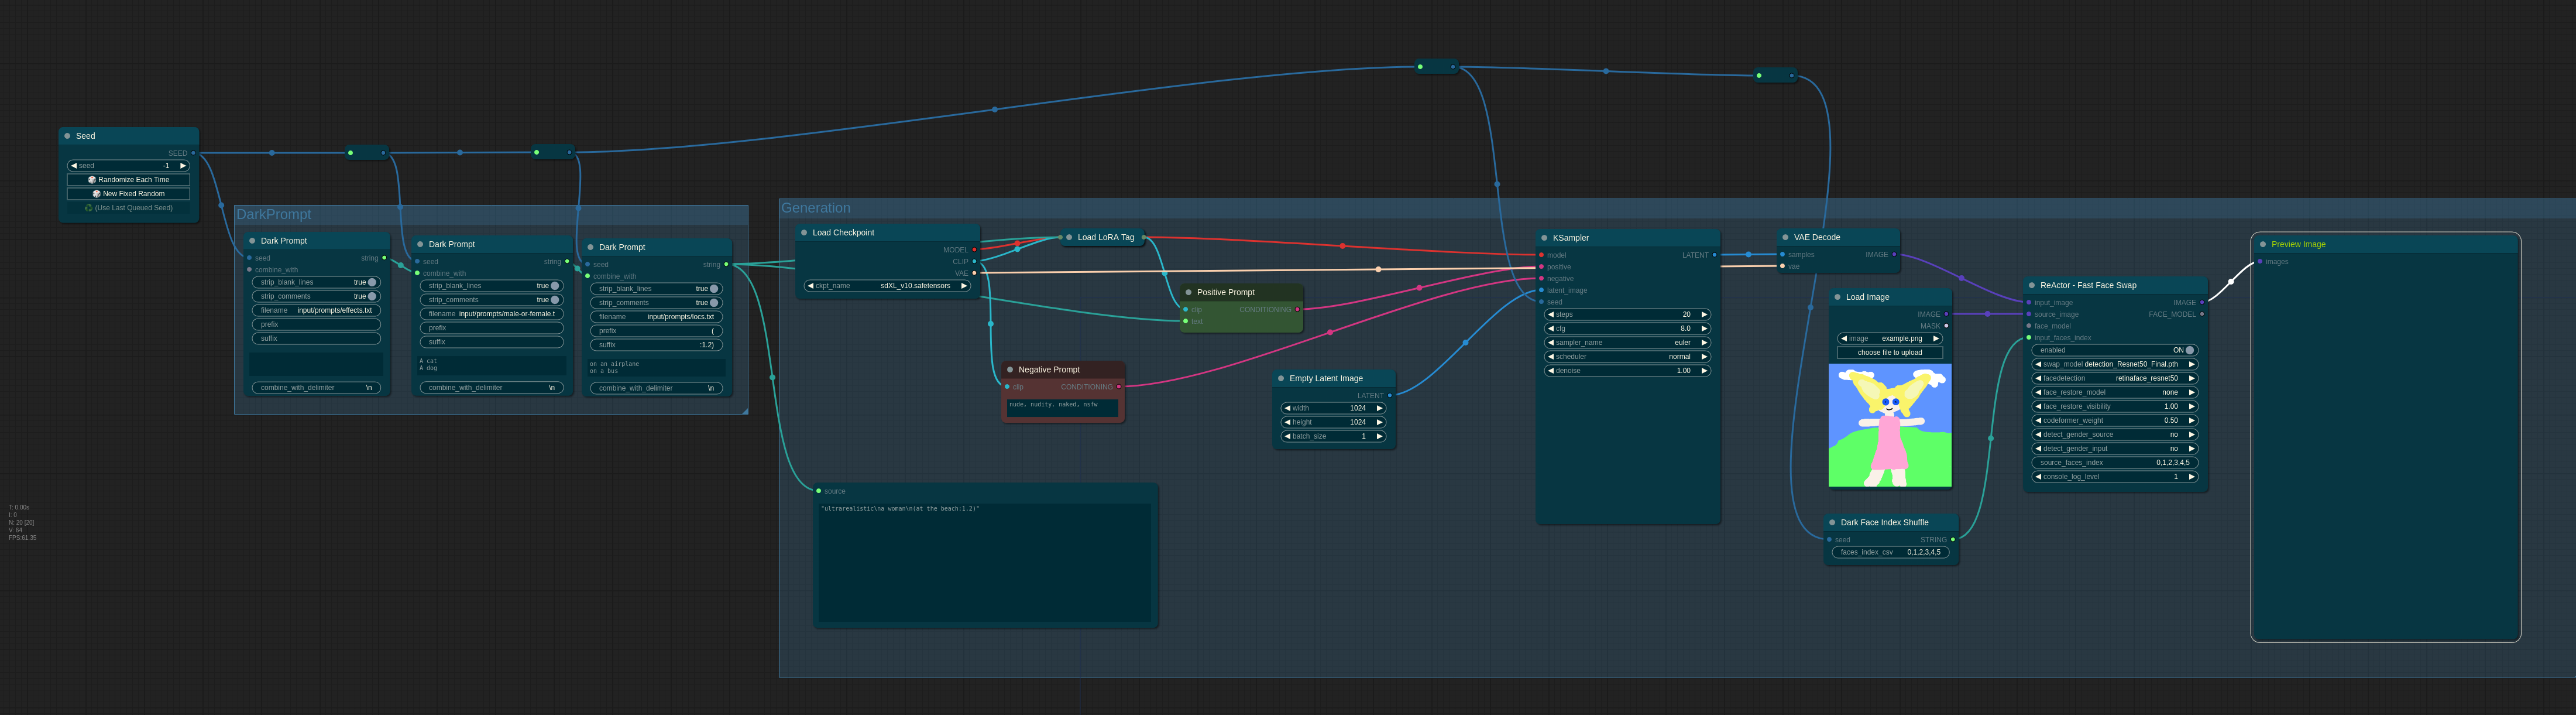 Seed
SEED
seed -1
Randomize Each Time
New Fixed Random
(Use Last Queued Seed)
DarkPrompt
Dark Prompt
seed string
combine_with
strip_blank_lines true
strip_comments true
filename input/prompts/effects.txt
prefix
suffix
combine_with_delimiter \n
Dark Prompt
seed string
combine_with
strip_blank_lines true
strip_comments true
filename input/prompts/male-or-female.t
prefix
suffix
A cat
A dog
combine_with_delimiter \n
Dark Prompt
seed string
combine_with
strip_blank_lines true
strip_comments true
filename input/prompts/locs.txt
prefix (
suffix :1.2)
on an airplane
on a bus
combine_with_delimiter \n
Generation
Load Checkpoint
MODEL
CLIP
VAE
ckpt_name sdXL_v10.safetensors
Load LoRA Tag
Positive Prompt
clip CONDITIONING
text
Negative Prompt
clip CONDITIONING
nude, nudity. naked, nsfw
source
"ultrarealistic\na woman\n(at the beach:1.2)"
Empty Latent Image
LATENT
width 1024
height 1024
batch_size 1
KSampler
model LATENT
positive
negative
latent_image
seed
steps 20
cfg 8.0
sampler_name euler
scheduler normal
denoise 1.00
VAE Decode
samples IMAGE
vae
Load Image
IMAGE
MASK
image example.png
choose file to upload
Dark Face Index Shuffle
seed STRING
faces_index_csv 0,1,2,3,4,5
ReActor - Fast Face Swap
input_image IMAGE
source_image FACE_MODEL
face_model
input_faces_index
enabled ON
swap_model detection_Resnet50_Final.pth
facedetection retinaface_resnet50
face_restore_model none
face_restore_visibility 1.00
codeformer_weight 0.50
detect_gender_source no
detect_gender_input no
source_faces_index 0,1,2,3,4,5
console_log_level 1
Preview Image
images
T: 0.00s
I: 0
N: 20 [20]
V: 64
FPS:61.35